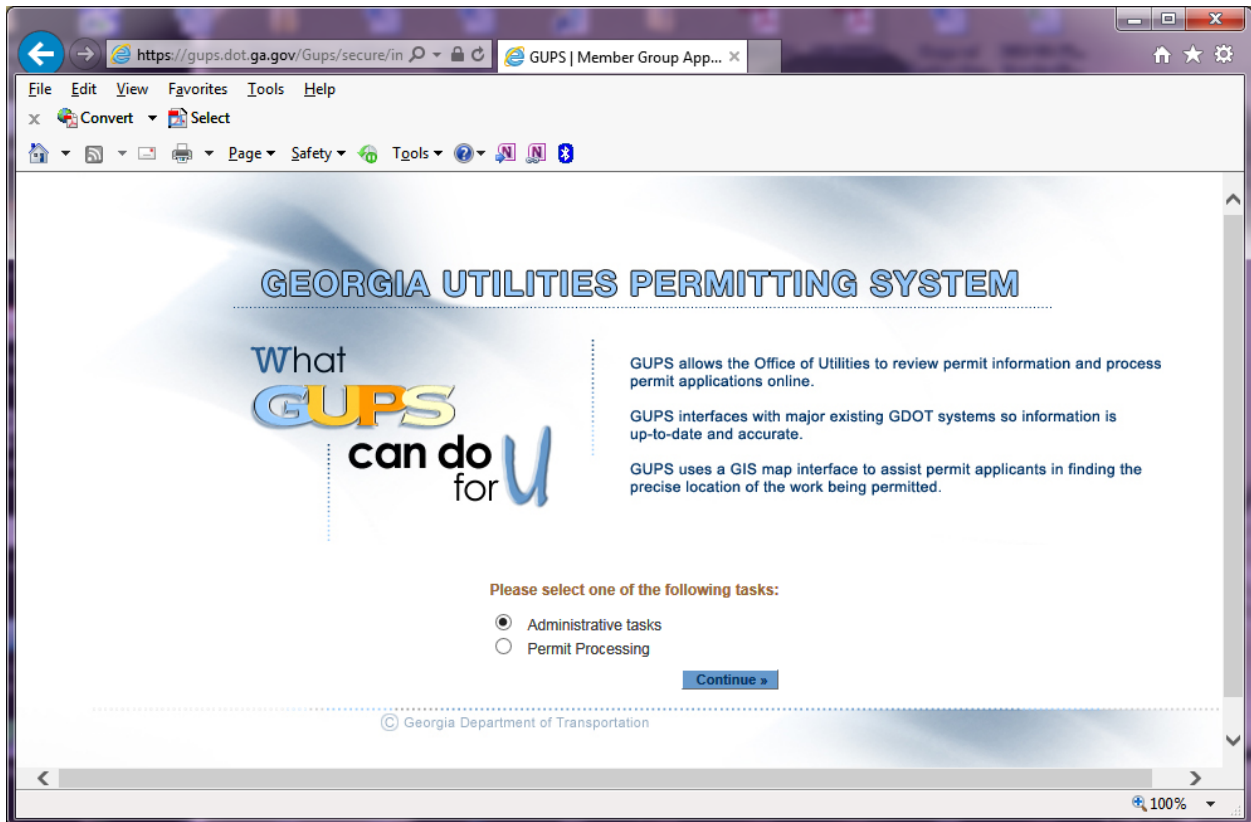 https://gups.dot.ga.gov/Gups/secure/in
GUPS | Member Group App...
File Edit View Favorites Tools Help
x Convert Select
Page Safety Tools
GEORGIA UTILITIES PERMITTING SYSTEM
What
GUPS
can do
for U
GUPS allows the Office of Utilities to review permit information and process
permit applications online.
GUPS interfaces with major existing GDOT systems so information is
up-to-date and accurate.
GUPS uses a GIS map interface to assist permit applicants in finding the
precise location of the work being permitted.
Please select one of the following tasks:
Administrative tasks
Permit Processing
Continue »
© Georgia Department of Transportation
100%